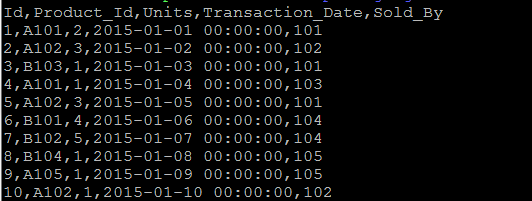 Id,Product_Id,Units,Transaction_Date,Sold_By
1,A101,2,2015-01-01 00:00:00,101
2,A102,3,2015-01-02 00:00:00,102
3,B103,1,2015-01-03 00:00:00,101
4,A101,1,2015-01-04 00:00:00,103
5,A102,3,2015-01-05 00:00:00,101
6,B101,4,2015-01-06 00:00:00,104
7,B102,5,2015-01-07 00:00:00,104
8,B104,1,2015-01-08 00:00:00,105
9,A105,1,2015-01-09 00:00:00,105
10,A102,1,2015-01-10 00:00:00,102